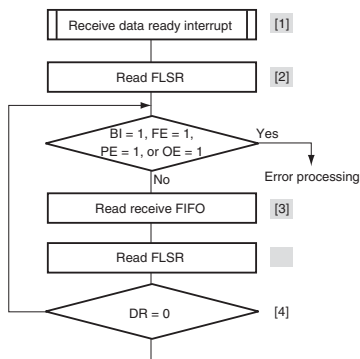 Receive data ready interrupt [1]
Read FLSR [2]
BI = 1, FE = 1,
PE = 1, or OE = 1
Yes
No
Error processing
Read receive FIFO [3]
Read FLSR
DR = 0 [4]